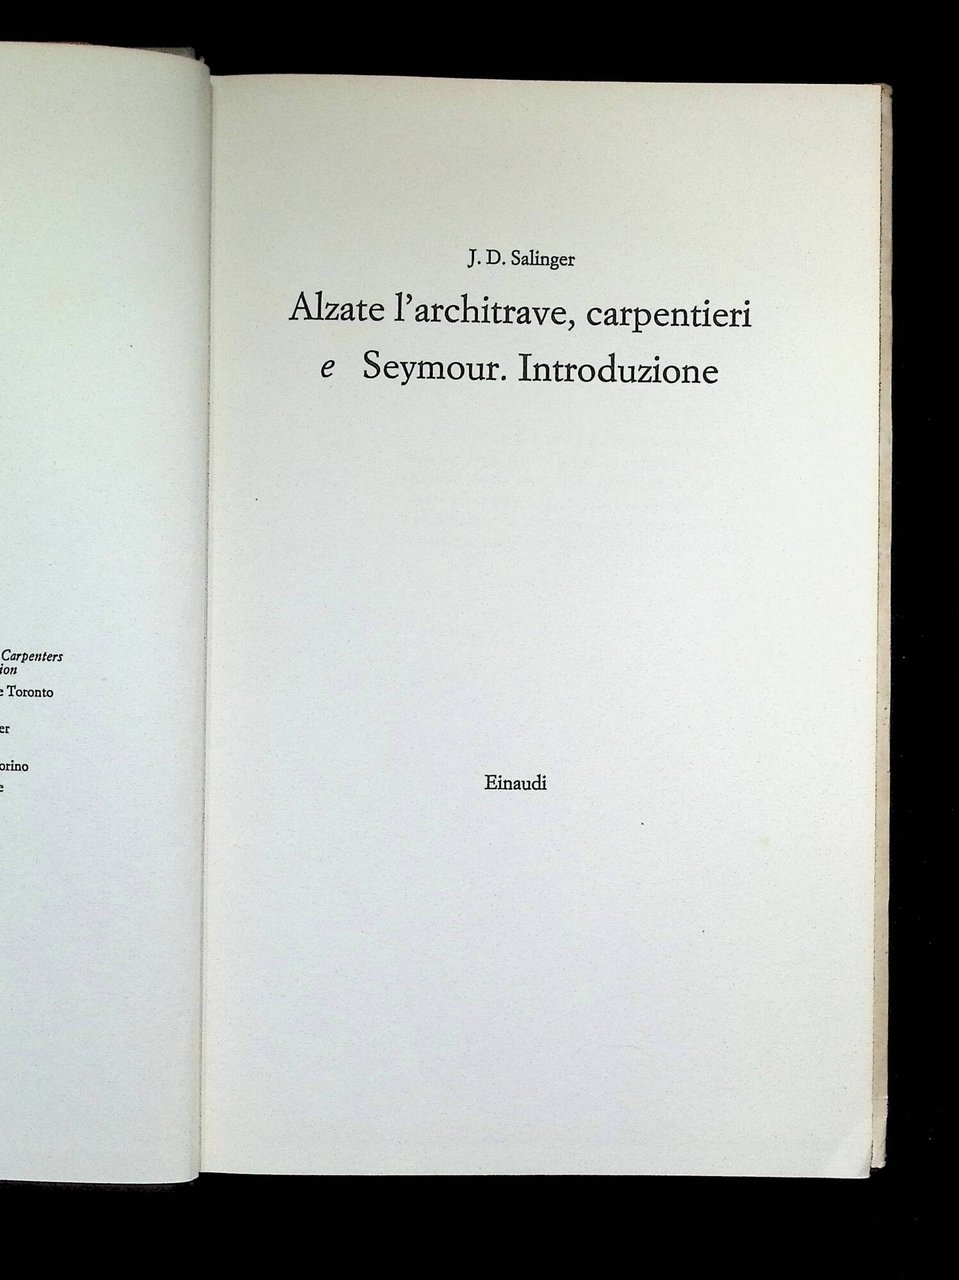 Carpenters
ion
e Toronto
er
orino
e
J. D. Salinger
Alzate l'architrave, carpentieri
e Seymour. Introduzione
Einaudi